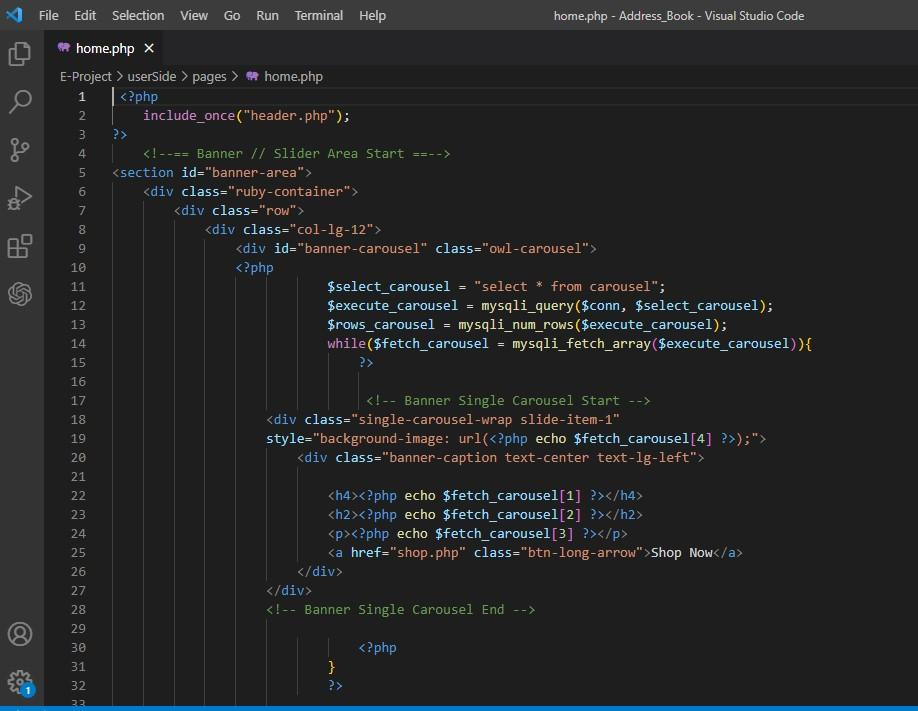 File Edit Selection View Go Run Terminal Help home.php - Address_Book - Visual Studio Code
home.php
E-Project > userSide > pages > home.php
1 <?php
2 include_once("header.php");
3 ?>
4 <!--== Banner // Slider Area Start ==-->
5 <section id="banner-area">
6 <div class="ruby-container">
7 <div class="row">
8 <div class="col-lg-12">
9 <div id="banner-carousel" class="owl-carousel">
10 <?php
11 $select_carousel = "select * from carousel";
12 $execute_carousel = mysqli_query($conn, $select_carousel);
13 $rows_carousel = mysqli_num_rows($execute_carousel);
14 while($fetch_carousel = mysqli_fetch_array($execute_carousel)){
15 ?>
16
17 <!-- Banner Single Carousel Start -->
18 <div class="single-carousel-wrap slide-item-1"
19 style="background-image: url(<?php echo $fetch_carousel[4] ?>);">
20 <div class="banner-caption text-center text-lg-left">
21
22 <h4><?php echo $fetch_carousel[1] ?></h4>
23 <h2><?php echo $fetch_carousel[2] ?></h2>
24 <p><?php echo $fetch_carousel[3] ?></p>
25 <a href="shop.php" class="btn-long-arrow">Shop Now</a>
26 </div>
27 </div>
28 <!-- Banner Single Carousel End -->
29
30 <?php
31 }
32 ?>
33
1